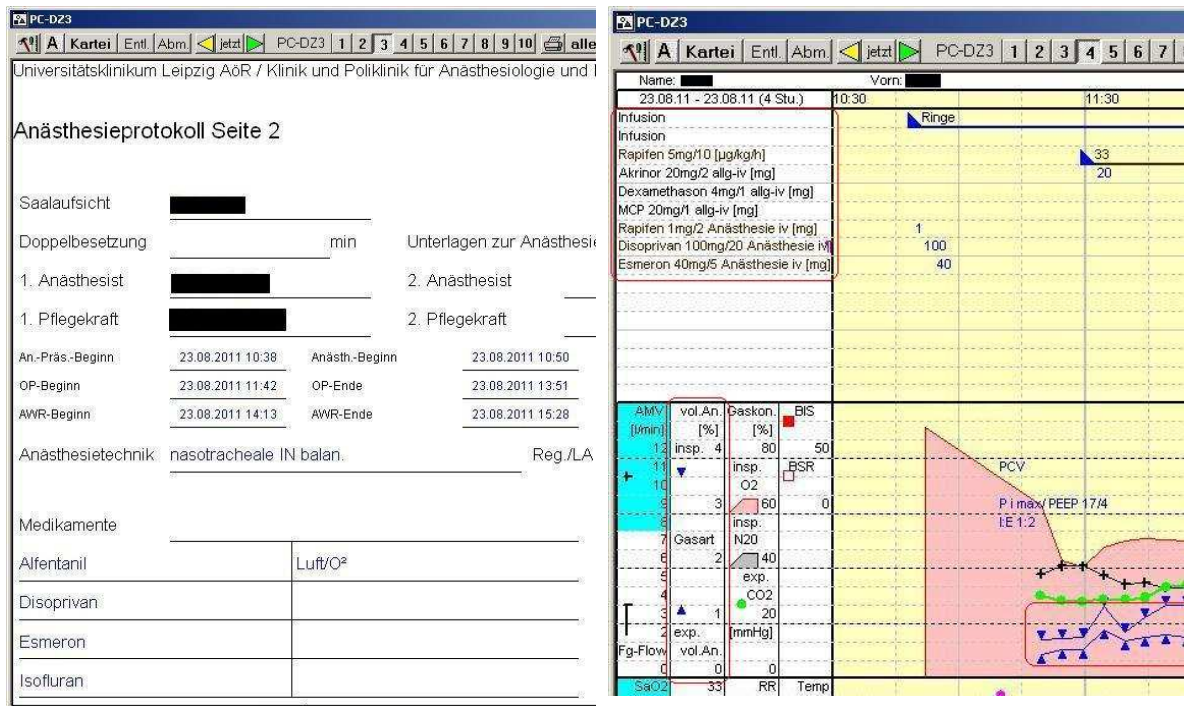 PC-DZ3
A Kartei Entl. Abm. jetzt PC-DZ3 1 2 3 4 5 6 7 8 9 10 alle
Universitätsklinikum Leipzig AöR / Klinik und Poliklinik für Anästhesiologie und
Anästhesieprotokoll Seite 2
Saalaufsicht
Doppelbesetzung min Unterlagen zur Anästhesie
1. Anästhesist 2. Anästhesist
1. Pflegekraft 2. Pflegekraft
An.-Präs.-Beginn 23.08.2011 10:38 Anästh.-Beginn 23.08.2011 10:50
OP-Beginn 23.08.2011 11:42 OP-Ende 23.08.2011 13:51
AWR-Beginn 23.08.2011 14:13 AWR-Ende 23.08.2011 15:28
Anästhesietechnik nasotracheale IN balan. Reg./LA
Medikamente
Alfentanil Luft/O²
Disoprivan
Esmeron
Isofluran
PC-DZ3
A Kartei Entl. Abm. jetzt PC-DZ3 1 2 3 4 5 6 7
Name: Vorn:
23.08.11 - 23.08.11 (4 Stu.) 10:30 11:30
Infusion Ringe
Infusion
Rapifen 5mg/10 [µg/kg/h] 33
Akrinor 20mg/2 allg-iv [mg] 20
Dexamethason 4mg/1 allg-iv [mg]
MCP 20mg/1 allg-iv [mg]
Rapifen 1mg/2 Anästhesie iv [mg] 1
Disoprivan 100mg/20 Anästhesie iv 100
Esmeron 40mg/5 Anästhesie iv [mg] 40
AMV vol.An. Gaskon. BIS
[l/min] [%] [%]
12 insp. 4 80 50
11 insp. BSR PCV
10 O2
9 3 60 0 P i max/ PEEP 17/4
8 insp. I:E 1:2
7 Gasart N20
6 2 40
5 exp.
4 CO2
3 1 20
2 exp. [mmHg]
Fg-Flow vol.An.
0 0 0
SaO2 33 RR Temp